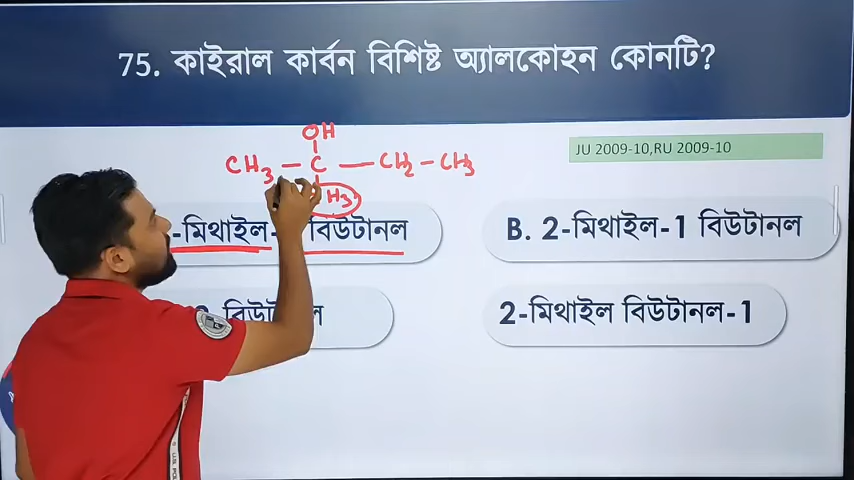 75. কাইরাল কার্বন বিশিষ্ট অ্যালকোহন কোনটি?
JU 2009-10,RU 2009-10
OH
CH3 — C — CH2 – CH3
H3
-মিথাইল- বিউটানল
B. 2-মিথাইল-1 বিউটানল
2-মিথাইল বিউটানল-1